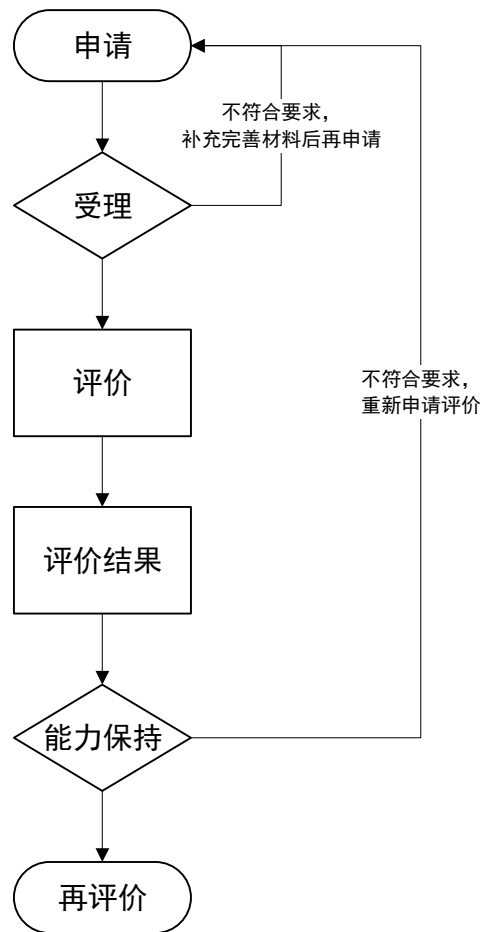 申请
不符合要求，
补充完善材料后再申请
受理
评价
不符合要求，
重新申请评价
评价结果
能力保持
再评价